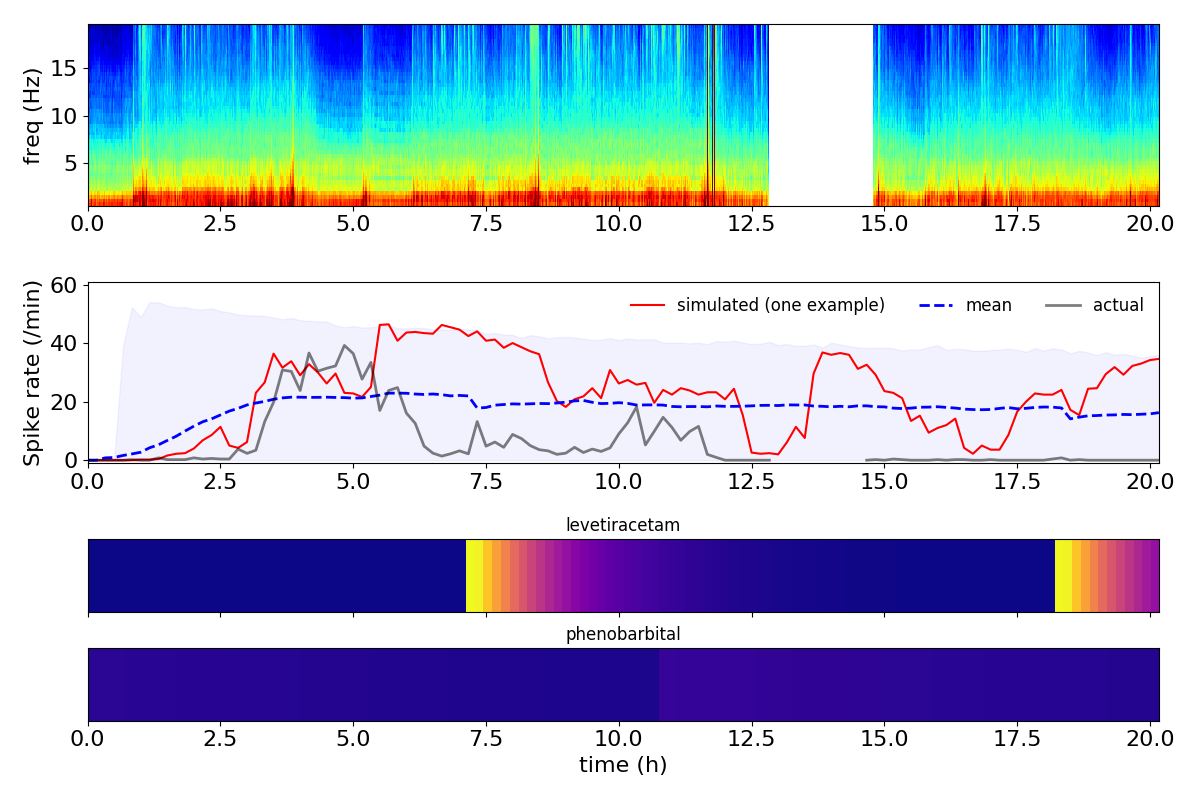 freq (Hz)
15
10
5
0.0 2.5 5.0 7.5 10.0 12.5 15.0 17.5 20.0
Spike rate (/min)
60
40
20
0
simulated (one example) mean actual
0.0 2.5 5.0 7.5 10.0 12.5 15.0 17.5 20.0
levetiracetam
phenobarbital
0.0 2.5 5.0 7.5 10.0 12.5 15.0 17.5 20.0
time (h)